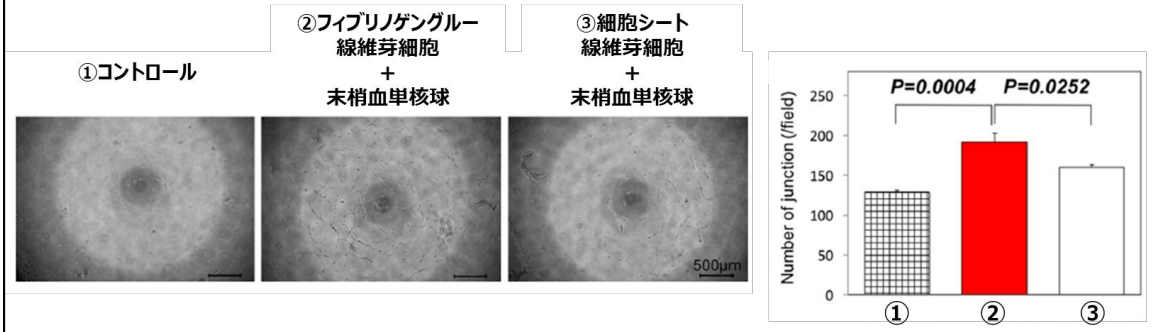 ①コントロール
②フィブリノゲングルー
線維芽細胞
+
末梢血単核球
③細胞シート
線維芽細胞
+
末梢血単核球
500μm
P=0.0004 P=0.0252
Number of junction (/field)
250
200
150
100
50
0
① ② ③